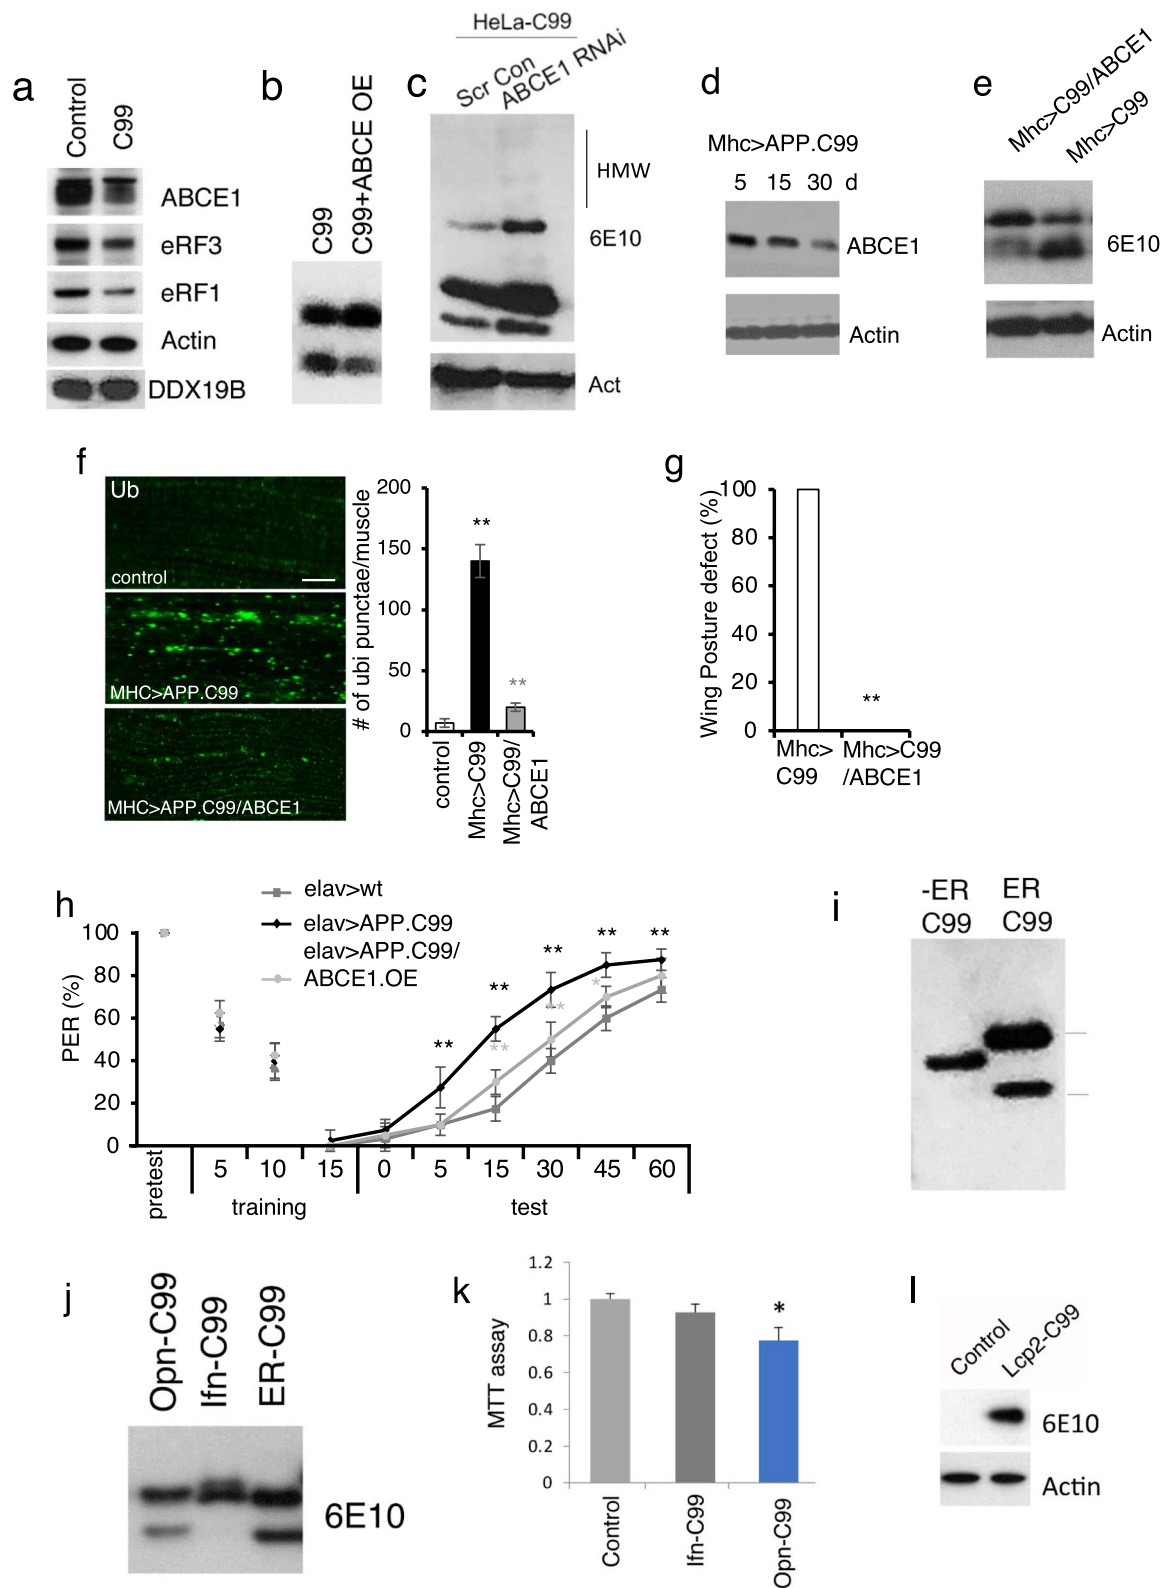 a
Control
C99
ABCE1
eRF3
eRF1
Actin
DDX19B
b
C99
C99+ABCE OE
c
HeLa-C99
Scr Con
ABCE1 RNAi
HMW
6E10
Act
d
Mhc>APP.C99
5 15 30 d
ABCE1
Actin
e
Mhc>C99/ABCE1
Mhc>C99
6E10
Actin
f
Ub
control
MHC>APP.C99
MHC>APP.C99/ABCE1
# of ubi punctae/muscle
200
150
100
50
0
**
**
control
Mhc>C99
Mhc>C99/
ABCE1
g
Wing Posture defect (%)
100
80
60
40
20
0
**
Mhc>
C99
Mhc>C99
/ABCE1
h
elav>wt
elav>APP.C99
elav>APP.C99/
ABCE1.OE
PER (%)
100
80
60
40
20
0
**
**
**
**
**
**
**
*
pretest
5 10 15 0 5 15 30 45 60
training
test
i
-ER
C99
ER
C99
j
Opn-C99
Ifn-C99
ER-C99
6E10
k
MTT assay
1.2
1
0.8
0.6
0.4
0.2
0
*
Control
Ifn-C99
Opn-C99
l
Control
Lcp2-C99
6E10
Actin